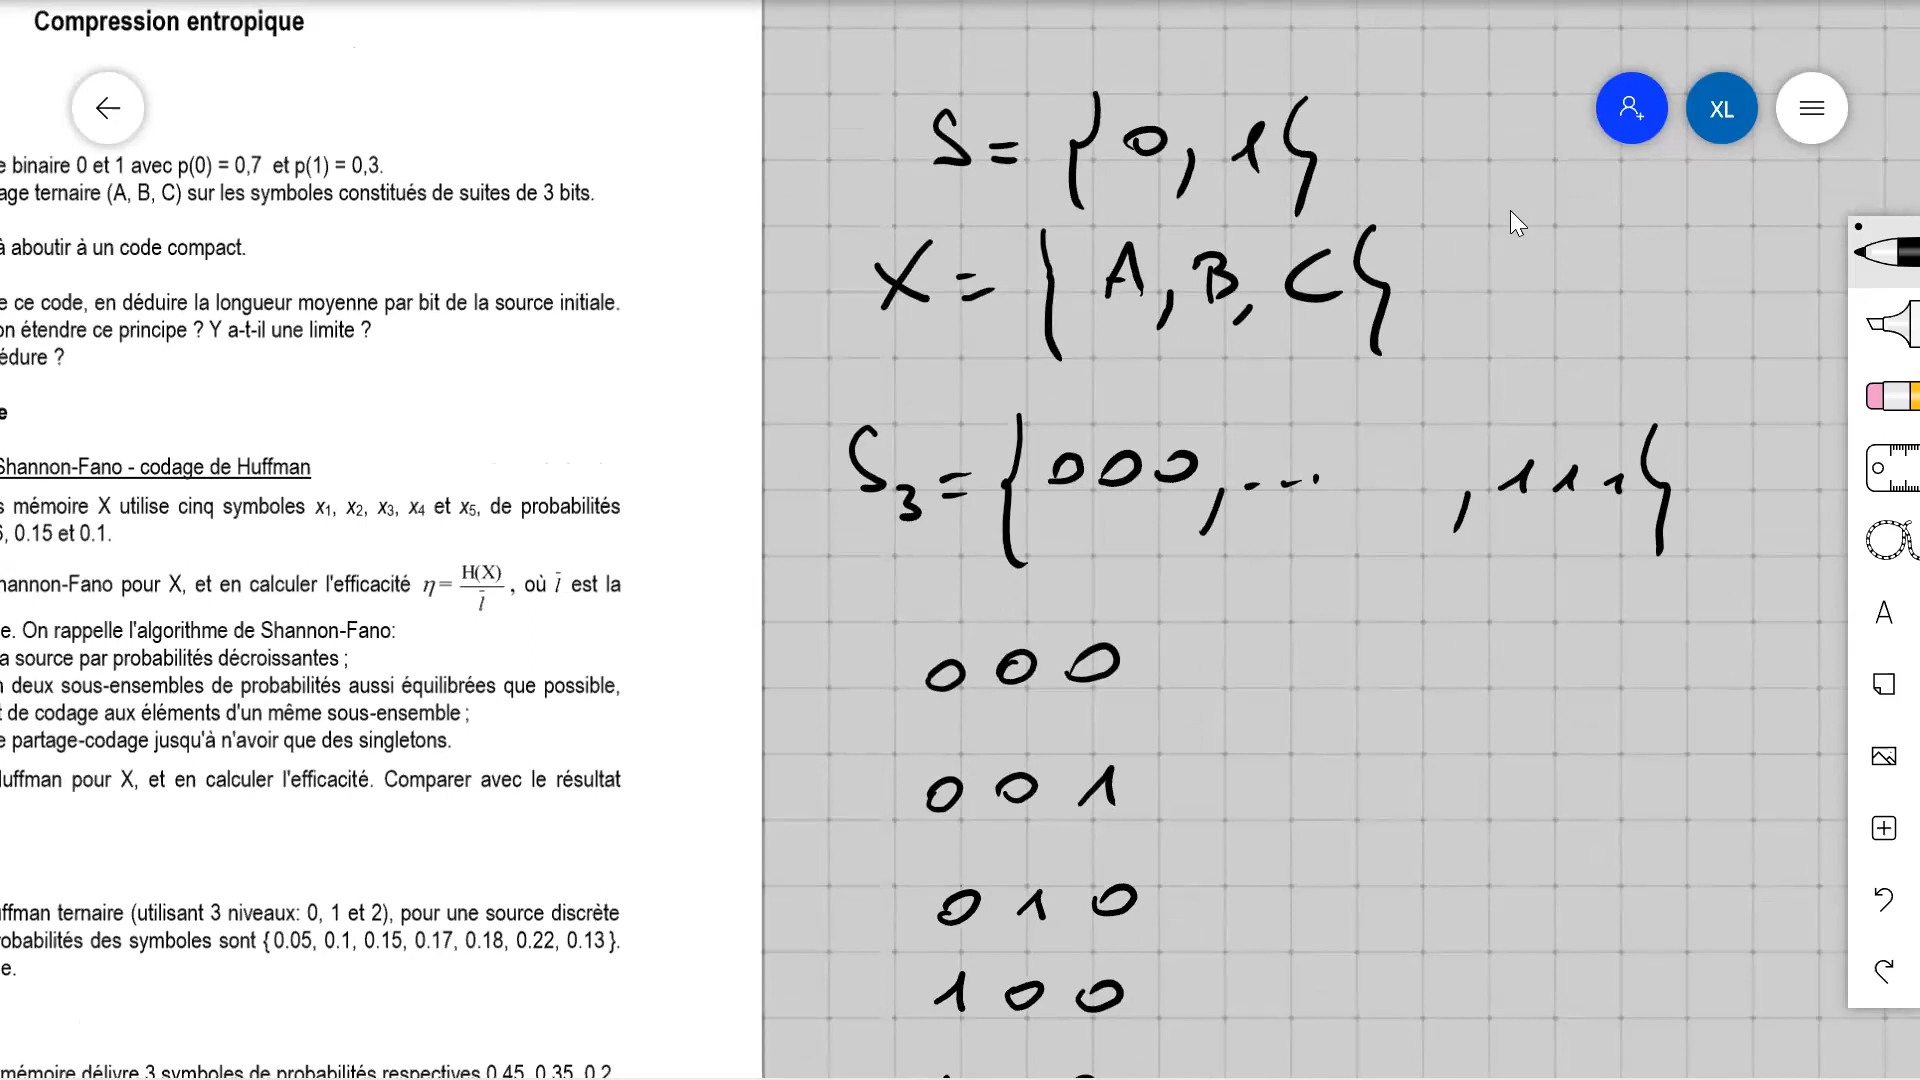 Compression entropique
e binaire 0 et 1 avec p(0) = 0,7 et p(1) = 0,3.
age ternaire (A, B, C) sur les symboles constitués de suites de 3 bits.
à aboutir à un code compact.
e ce code, en déduire la longueur moyenne par bit de la source initiale.
on étendre ce principe ? Y a-t-il une limite ?
édure ?
e
Shannon-Fano - codage de Huffman
s mémoire X utilise cinq symboles x₁, x₂, x₃, x₄ et x₅, de probabilités
, 0.15 et 0.1.
hannon-Fano pour X, et en calculer l'efficacité η = H(X) / l̄ , où l̄ est la
e. On rappelle l'algorithme de Shannon-Fano:
a source par probabilités décroissantes ;
n deux sous-ensembles de probabilités aussi équilibrées que possible,
t de codage aux éléments d'un même sous-ensemble ;
e partage-codage jusqu'à n'avoir que des singletons.
Huffman pour X, et en calculer l'efficacité. Comparer avec le résultat
ffman ternaire (utilisant 3 niveaux: 0, 1 et 2), pour une source discrète
robabilités des symboles sont {0.05, 0.1, 0.15, 0.17, 0.18, 0.22, 0.13}.
e.
mémoire délivre 3 symboles de probabilités respectives 0.45, 0.35, 0.2
S = {0, 1}
X = {A, B, C}
S₃ = {000, ... , 111}
000
001
010
100
XL
A